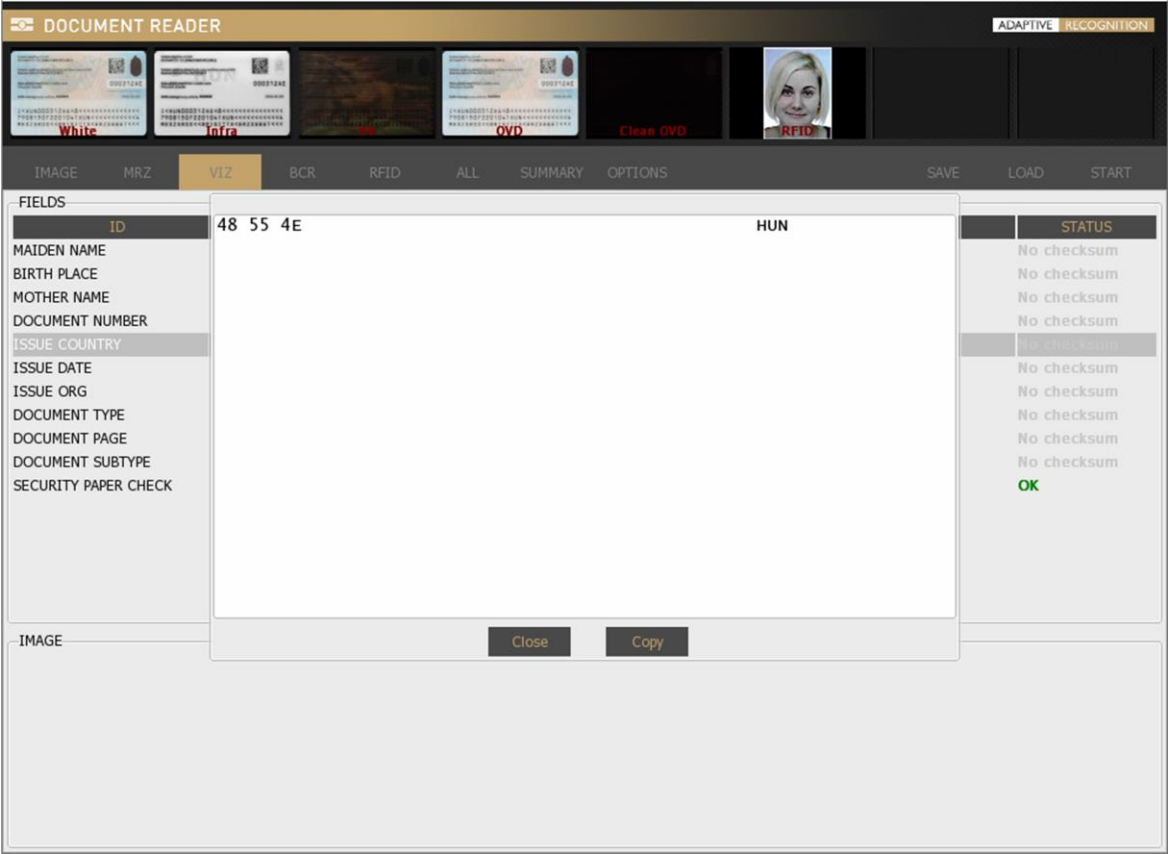 DOCUMENT READER
ADAPTIVE RECOGNITION
White
Infra
OVD
Clean OVD
RFID
IMAGE MRZ VIZ BCR RFID ALL SUMMARY OPTIONS SAVE LOAD START
FIELDS
ID STATUS
48 55 4E HUN
MAIDEN NAME No checksum
BIRTH PLACE No checksum
MOTHER NAME No checksum
DOCUMENT NUMBER No checksum
ISSUE COUNTRY No checksum
ISSUE DATE No checksum
ISSUE ORG No checksum
DOCUMENT TYPE No checksum
DOCUMENT PAGE No checksum
DOCUMENT SUBTYPE No checksum
SECURITY PAPER CHECK OK
Close Copy
IMAGE